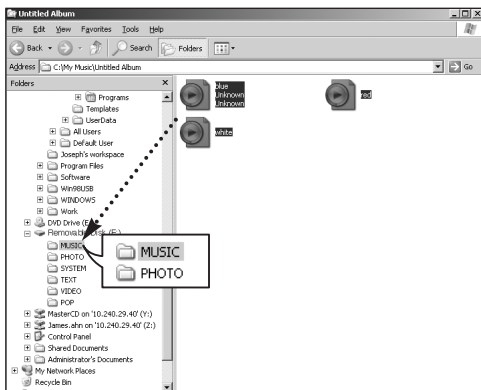 Untitled Album
File Edit View Favorites Tools Help
Back Search Folders
Address C:\My Music\Untitled Album Go
Folders
Programs
Templates
UserData
All Users
Default User
Joseph's workspace
Program Files
Software
Win98USB
WINDOWS
Work
DVD Drive (E:)
Removable Disk (F:)
MUSIC
PHOTO
SYSTEM
TEXT
VIDEO
POP
MasterCD on '10.240.29.40' (Y:)
James.ahn on '10.240.29.40' (Z:)
Control Panel
Shared Documents
Administrator's Documents
My Network Places
Recycle Bin
blue
Unknown
Unknown
red
white
MUSIC
PHOTO